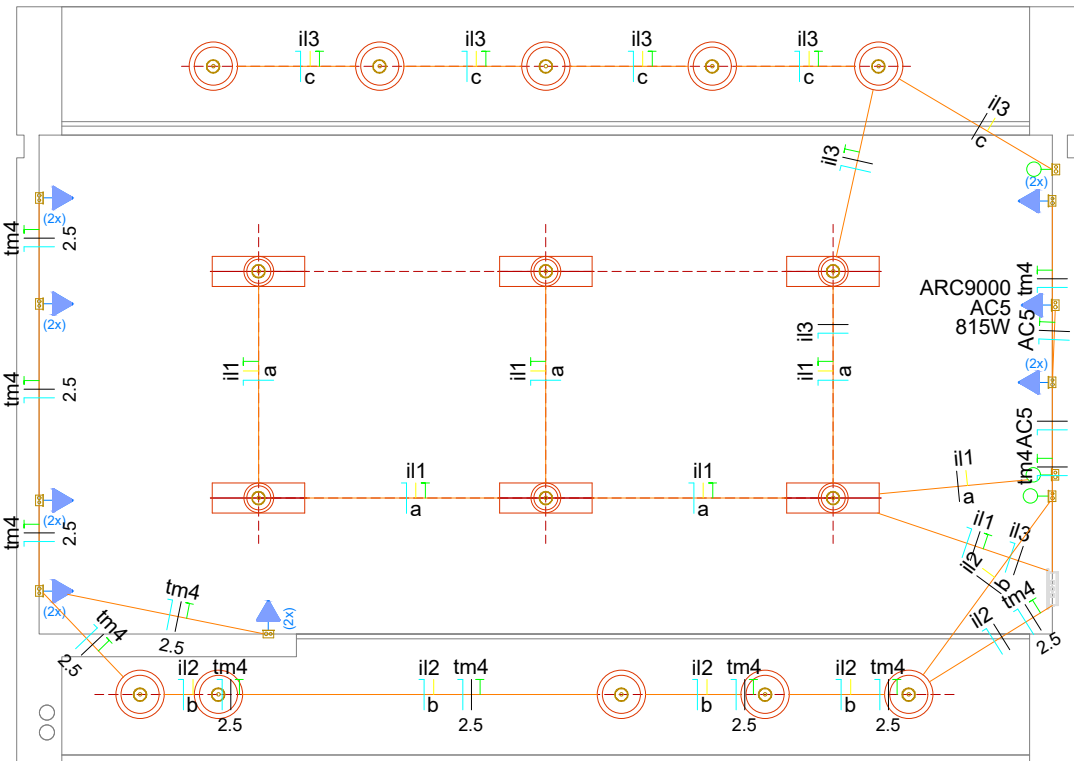 il3 il3 il3 il3
c c c c
il3
c
il3
(2x)
(2x)
tm4
2.5
(2x)
tm4
ARC9000
AC5
815W
AC5
il3
(2x)
il1
a
il1
a
il1
a
tm4
2.5
AC5
il1 il1
a a
il1
a
tm4
(2x)
tm4
2.5
il1
il3
il2
b
(2x)
tm4
2.5
tm4
2.5
(2x)
tm4
2.5
il2
il2 tm4 il2 tm4 il2 tm4 il2 tm4
b 2.5 b 2.5 b 2.5 b 2.5